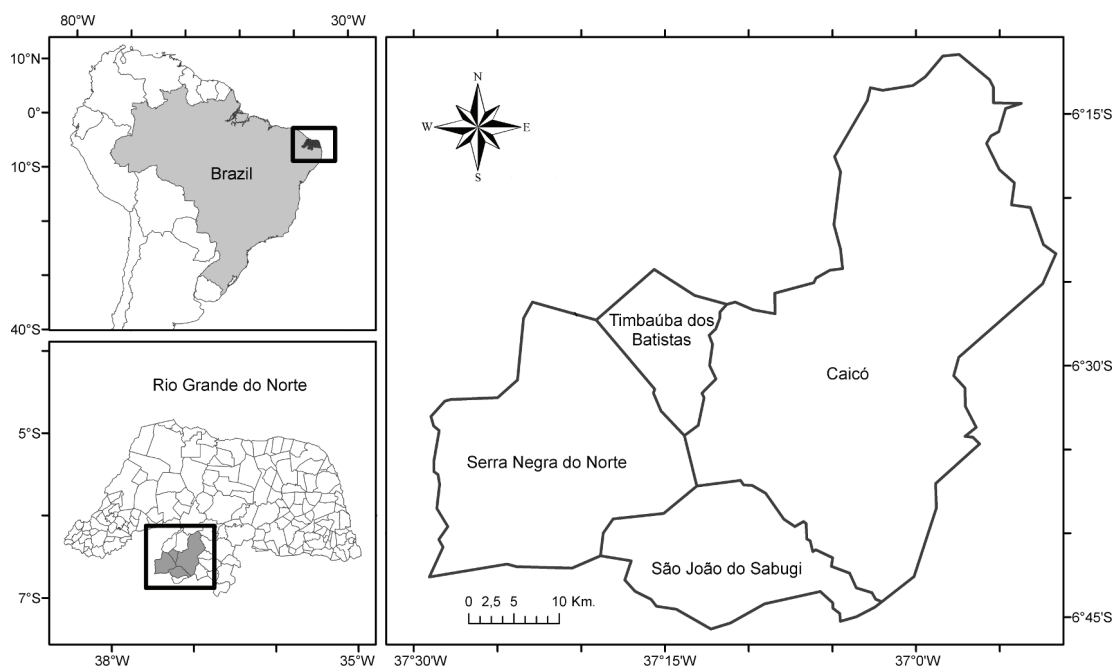 80°W
30°W
10°N
0°
10°S
40°S
Brazil
Rio Grande do Norte
5°S
7°S
38°W
35°W
N
W
E
S
6°15'S
6°30'S
6°45'S
Timbaúba dos
Batistas
Caicó
Serra Negra do Norte
São João do Sabugi
0 2,5 5 10 Km.
37°30'W
37°15'W
37°0'W